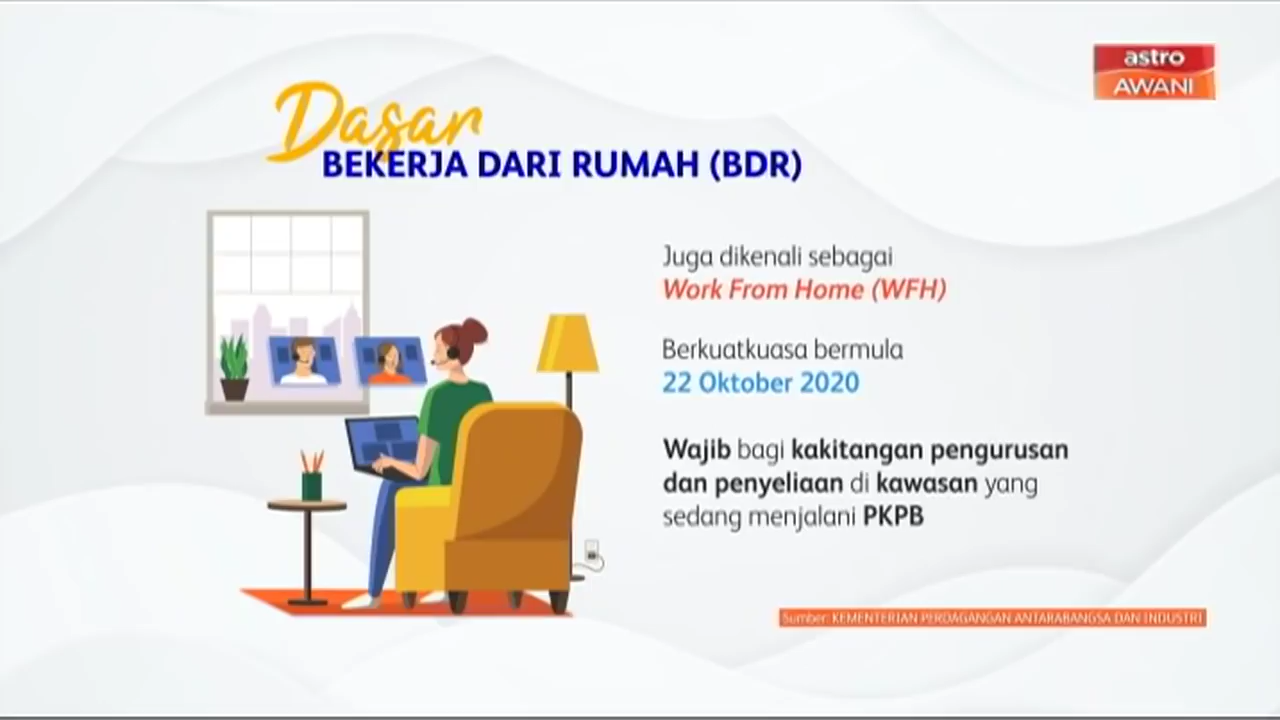 astro
AWANI
Dasar
BEKERJA DARI RUMAH (BDR)
Juga dikenali sebagai
Work From Home (WFH)
Berkuatkuasa bermula
22 Oktober 2020
Wajib bagi kakitangan pengurusan
dan penyeliaan di kawasan yang
sedang menjalani PKPB
Sumber: KEMENTERIAN PERDAGANGAN ANTARABANGSA DAN INDUSTRI